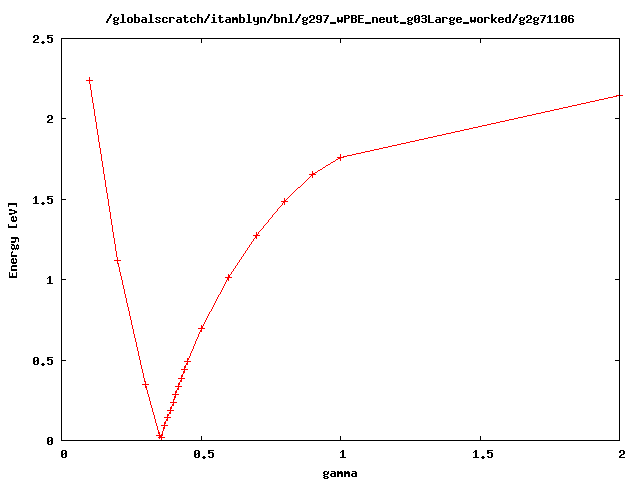 /globalscratch/itamblyn/bnl/g297_wPBE_neut_g03Large_worked/g2g71106
2.5
2
1.5
1
0.5
0
Energy [eV]
0 0.5 1 1.5 2
gamma